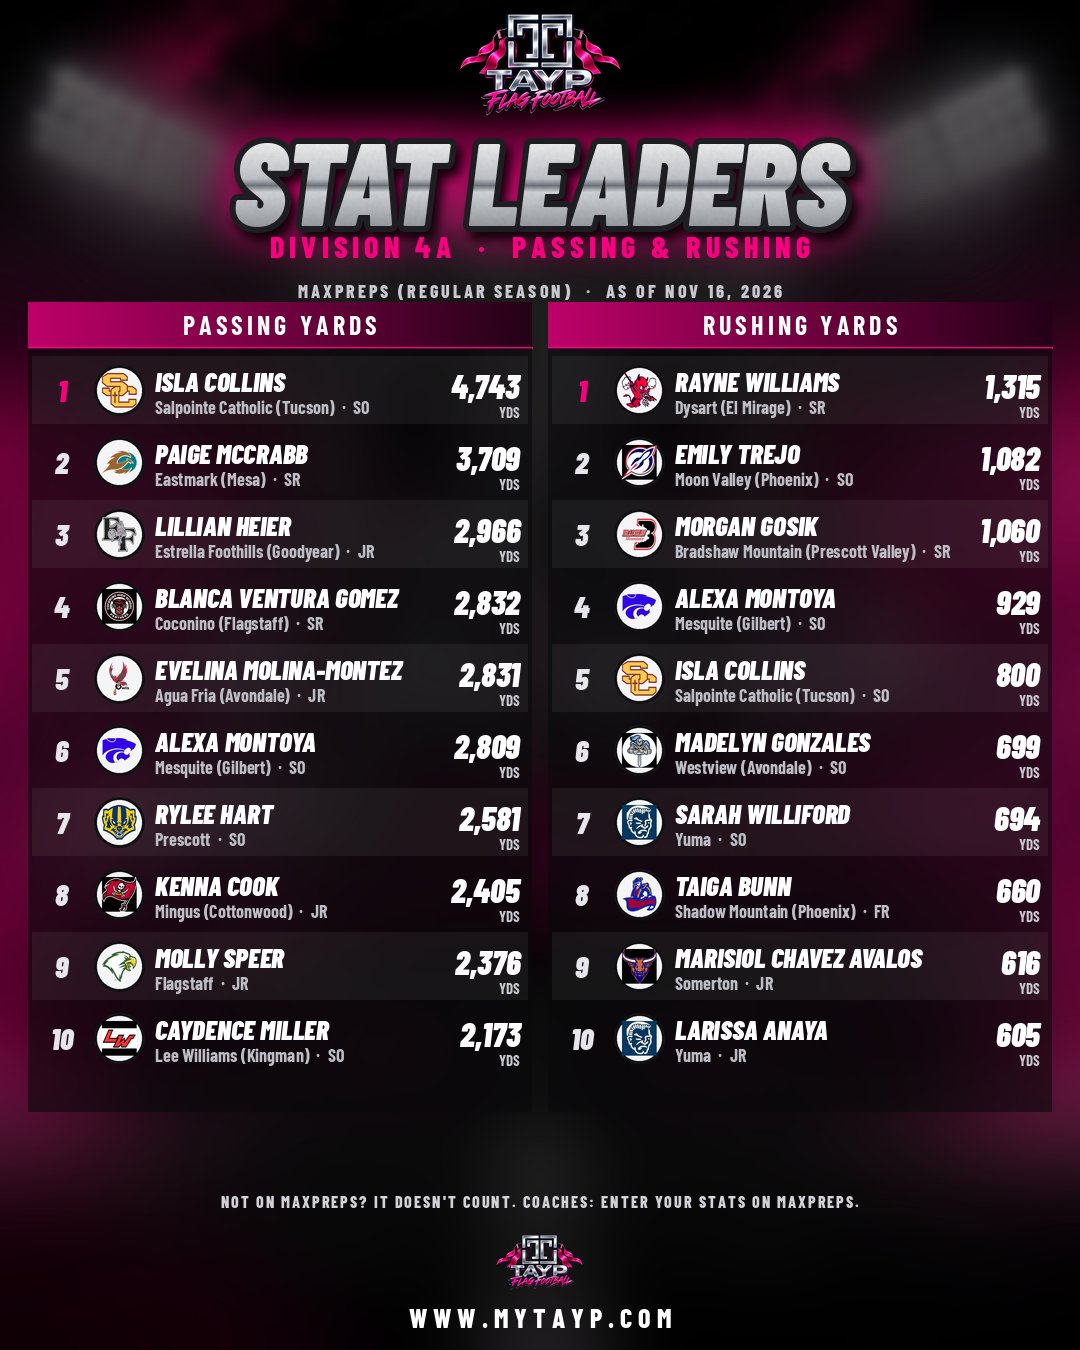 TAYP
FLAG FOOTBALL
STAT LEADERS
DIVISION 4A · PASSING & RUSHING
MAXPREPS (REGULAR SEASON) · AS OF NOV 16, 2026
PASSING YARDS
1
ISLA COLLINS
4,743
Salpointe Catholic (Tucson) · SO
YDS
2
PAIGE MCCRABB
3,709
Eastmark (Mesa) · SR
YDS
3
LILLIAN HEIER
2,966
Estrella Foothills (Goodyear) · JR
YDS
4
BLANCA VENTURA GOMEZ
2,832
Coconino (Flagstaff) · SR
YDS
5
EVELINA MOLINA-MONTEZ
2,831
Agua Fria (Avondale) · JR
YDS
6
ALEXA MONTOYA
2,809
Mesquite (Gilbert) · SO
YDS
7
RYLEE HART
2,581
Prescott · SO
YDS
8
KENNA COOK
2,405
Mingus (Cottonwood) · JR
YDS
9
MOLLY SPEER
2,376
Flagstaff · JR
YDS
10
LW
CAYDENCE MILLER
2,173
Lee Williams (Kingman) · SO
YDS
RUSHING YARDS
1
RAYNE WILLIAMS
1,315
Dysart (El Mirage) · SR
YDS
2
EMILY TREJO
1,082
Moon Valley (Phoenix) · SO
YDS
3
MORGAN GOSIK
1,060
Bradshaw Mountain (Prescott Valley) · SR
YDS
4
ALEXA MONTOYA
929
Mesquite (Gilbert) · SO
YDS
5
ISLA COLLINS
800
Salpointe Catholic (Tucson) · SO
YDS
6
MADELYN GONZALES
699
Westview (Avondale) · SO
YDS
7
SARAH WILLIFORD
694
Yuma · SO
YDS
8
TAIGA BUNN
660
Shadow Mountain (Phoenix) · FR
YDS
9
MARISIOL CHAVEZ AVALOS
616
Somerton · JR
YDS
10
LARISSA ANAYA
605
Yuma · JR
YDS
NOT ON MAXPREPS? IT DOESN'T COUNT. COACHES: ENTER YOUR STATS ON MAXPREPS.
TAYP
FLAG FOOTBALL
WWW.MYTAYP.COM